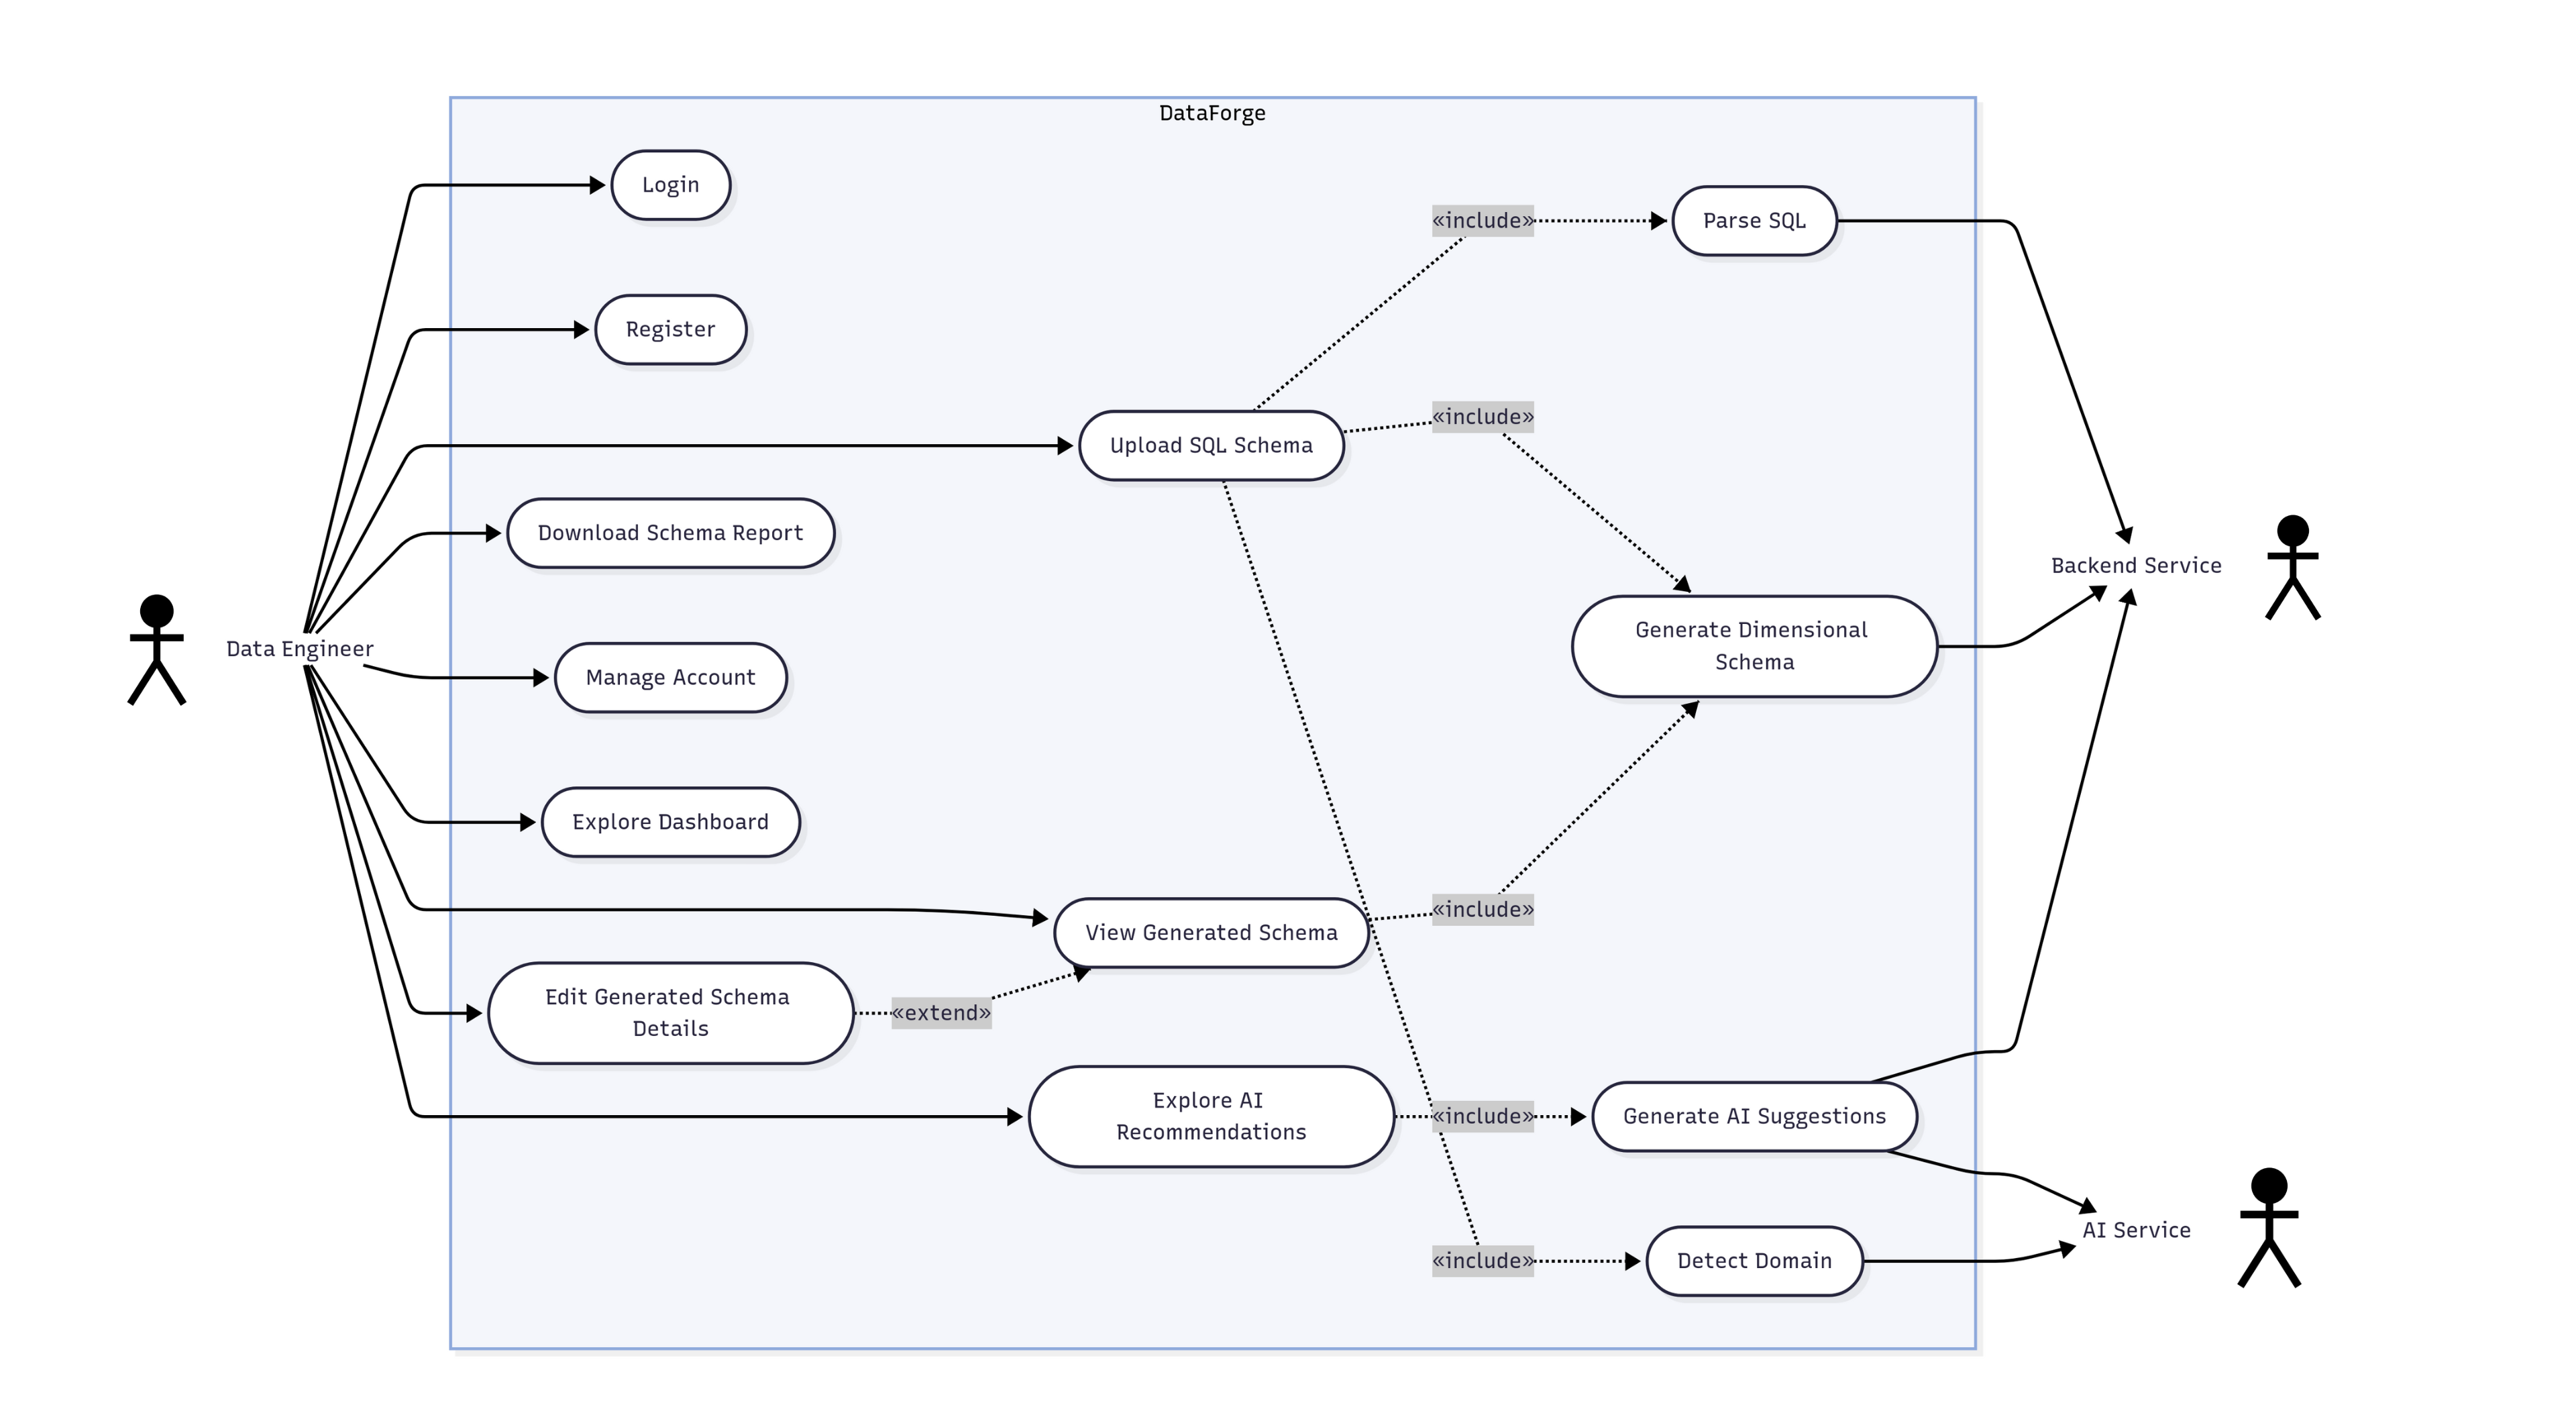 DataForge
Login
«include»
Parse SQL
Register
«include»
Upload SQL Schema
Download Schema Report
Backend Service
Generate Dimensional
Schema
Data Engineer
Manage Account
Explore Dashboard
«include»
View Generated Schema
Edit Generated Schema
Details
«extend»
Explore AI
Recommendations
«include»
Generate AI Suggestions
AI Service
«include»
Detect Domain